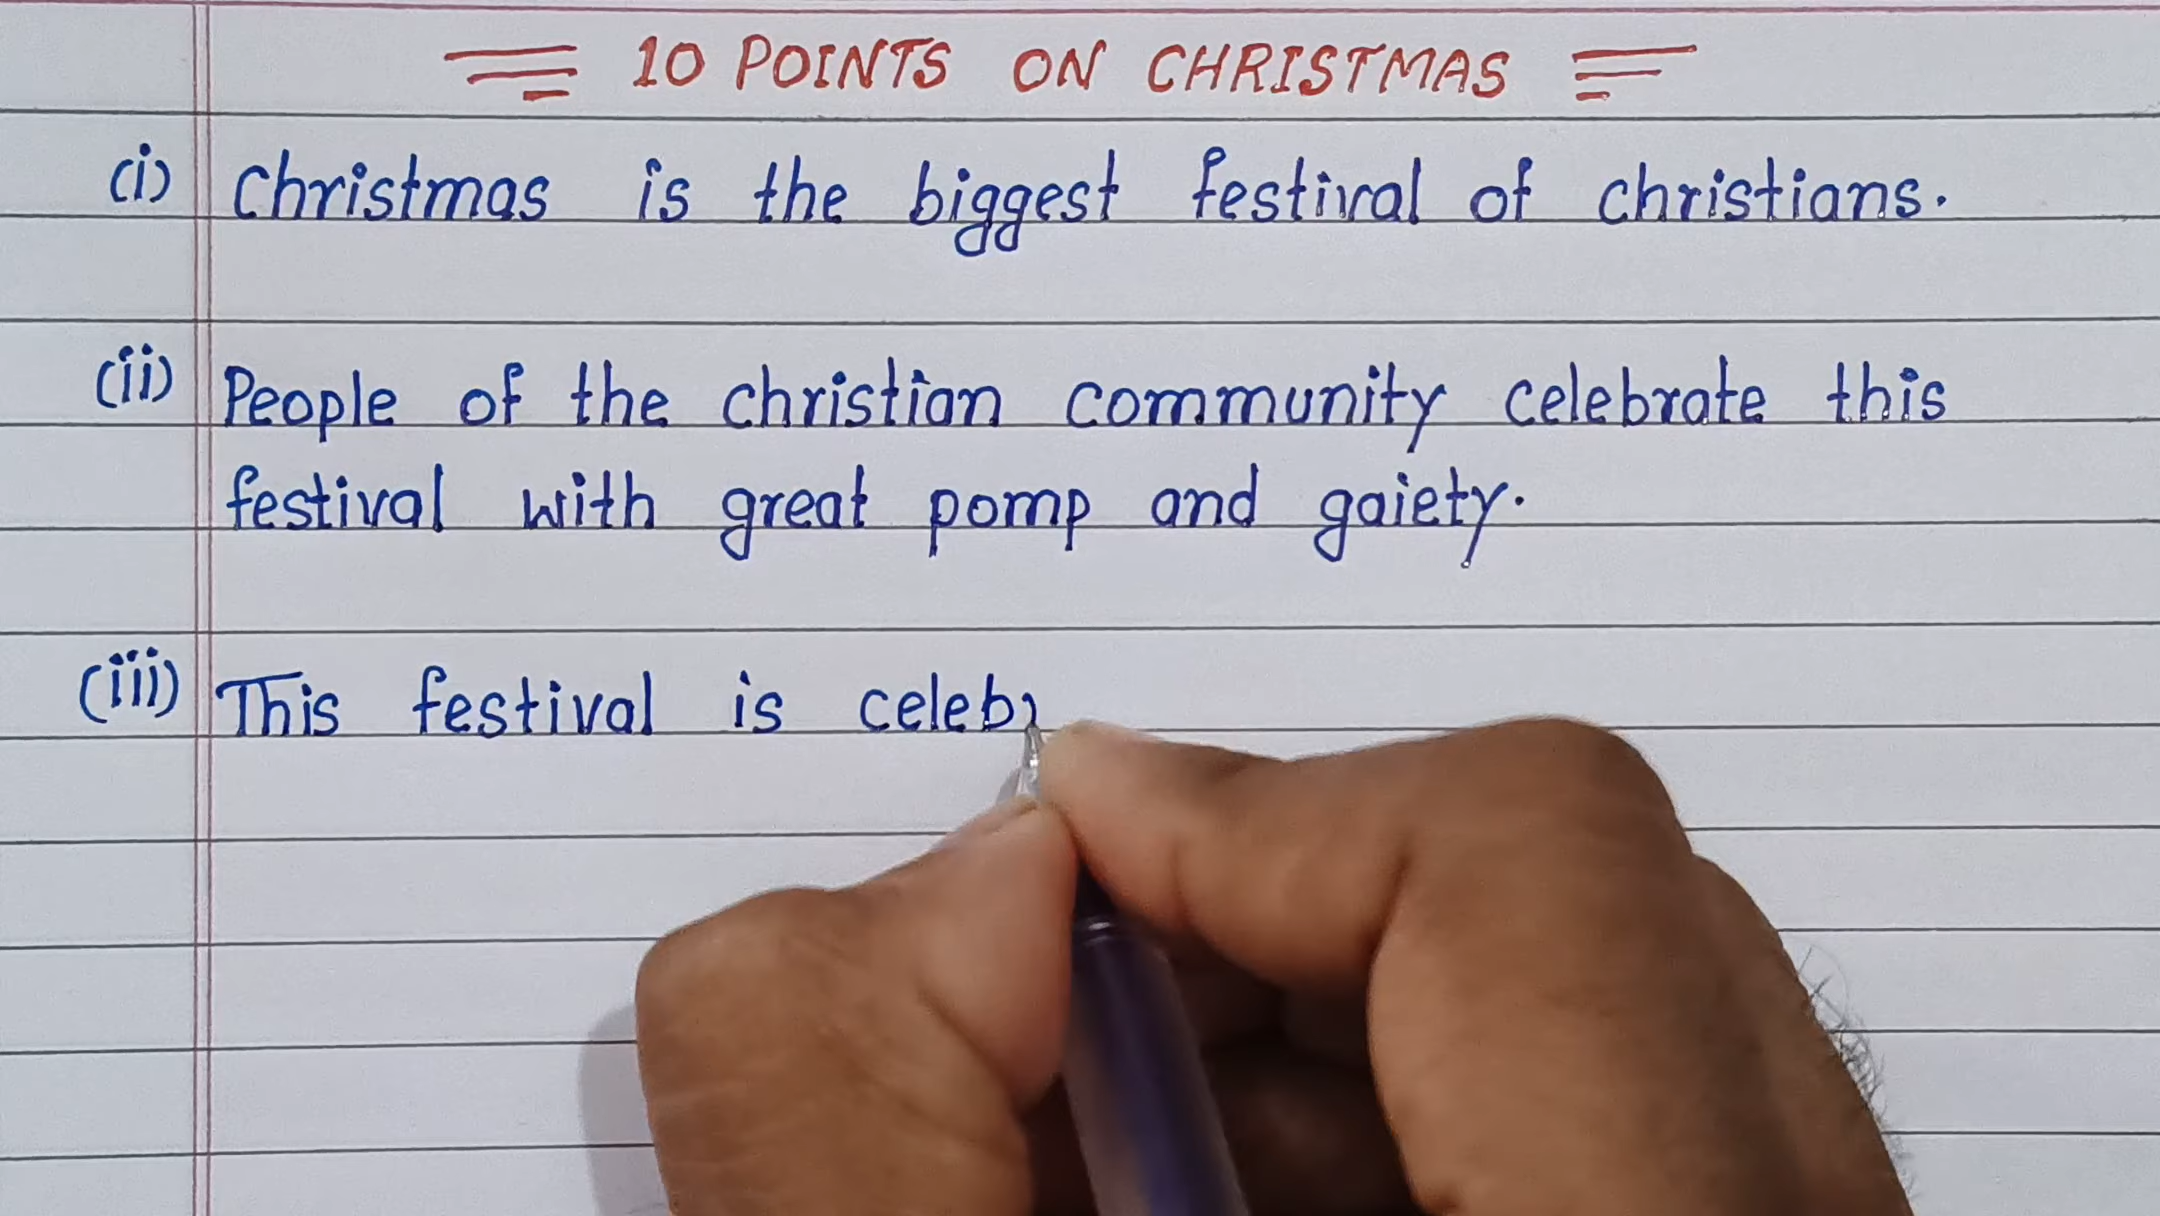 10 POINTS ON CHRISTMAS
(i) Christmas is the biggest festival of christians.
(ii) People of the christian community celebrate this
festival with great pomp and gaiety.
(iii) This festival is celebr